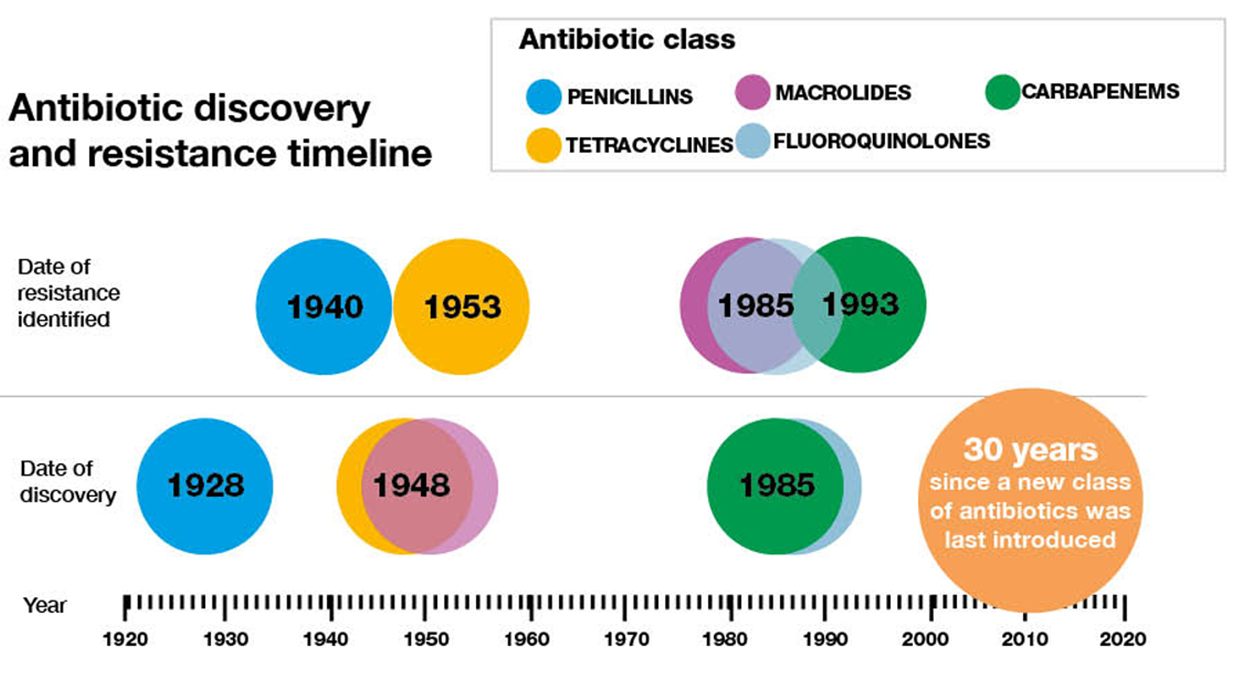 Antibiotic class
PENICILLINS
MACROLIDES
CARBAPENEMS
TETRACYCLINES
FLUOROQUINOLONES
Antibiotic discovery
and resistance timeline
Date of
resistance
identified
1940
1953
1985
1993
Date of
discovery
1928
1948
1985
30 years
since a new class
of antibiotics was
last introduced
Year
1920 1930 1940 1950 1960 1970 1980 1990 2000 2010 2020